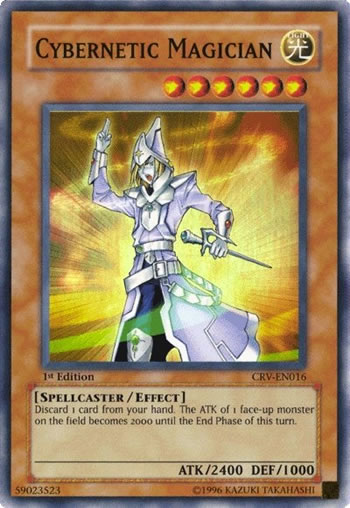 CYBERNETIC MAGICIAN
LIGHT
光
1st Edition
CRV-EN016
[SPELLCASTER / EFFECT]
Discard 1 card from your hand. The ATK of 1 face-up monster
on the field becomes 2000 until the End Phase of this turn.
ATK/2400 DEF/1000
59023523
©1996 KAZUKI TAKAHASHI